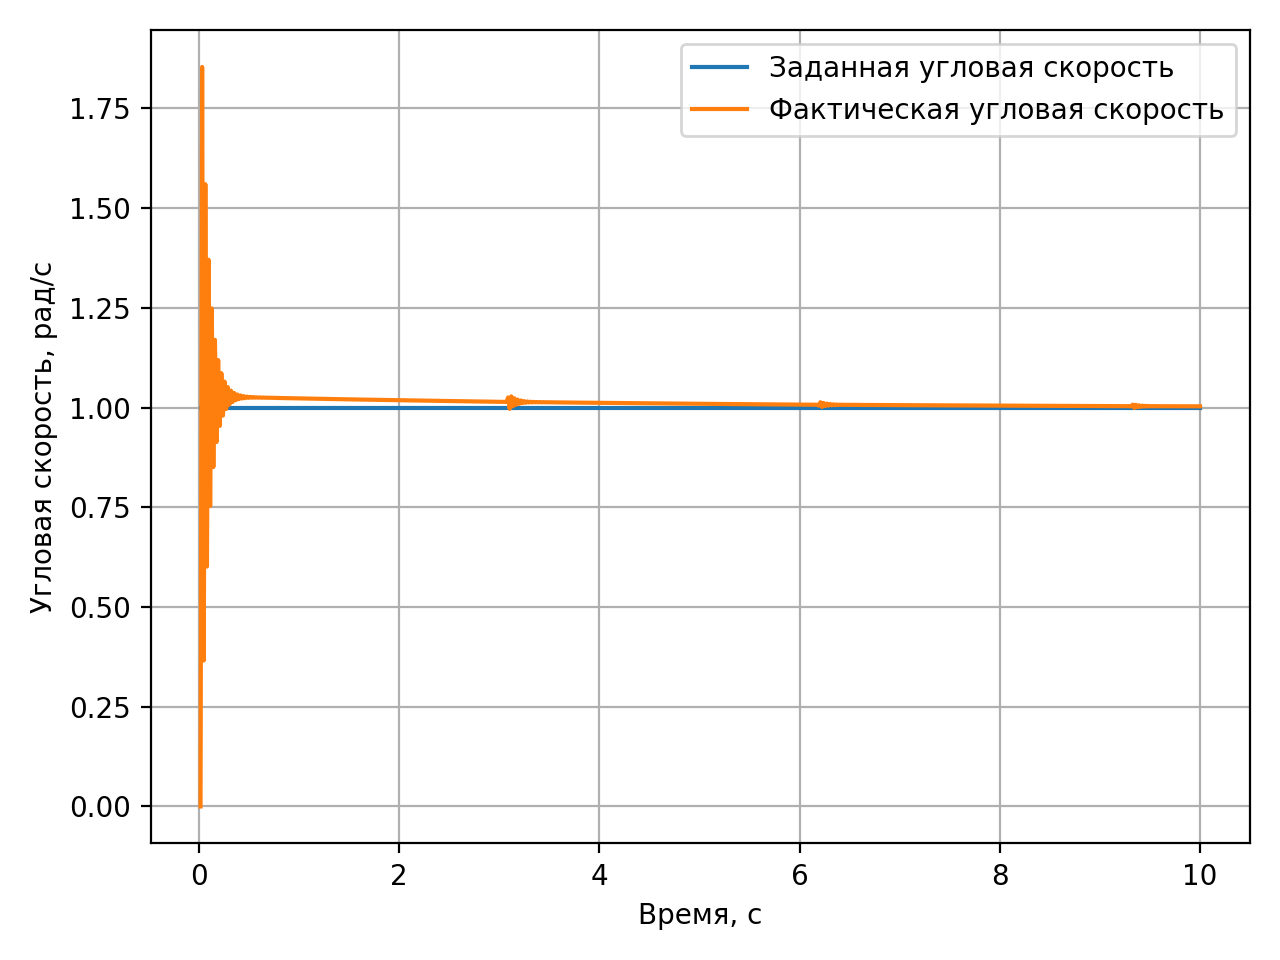 Заданная угловая скорость
Фактическая угловая скорость
1.75
1.50
1.25
1.00
0.75
0.50
0.25
0.00
Угловая скорость, рад/с
0 2 4 6 8 10
Время, с